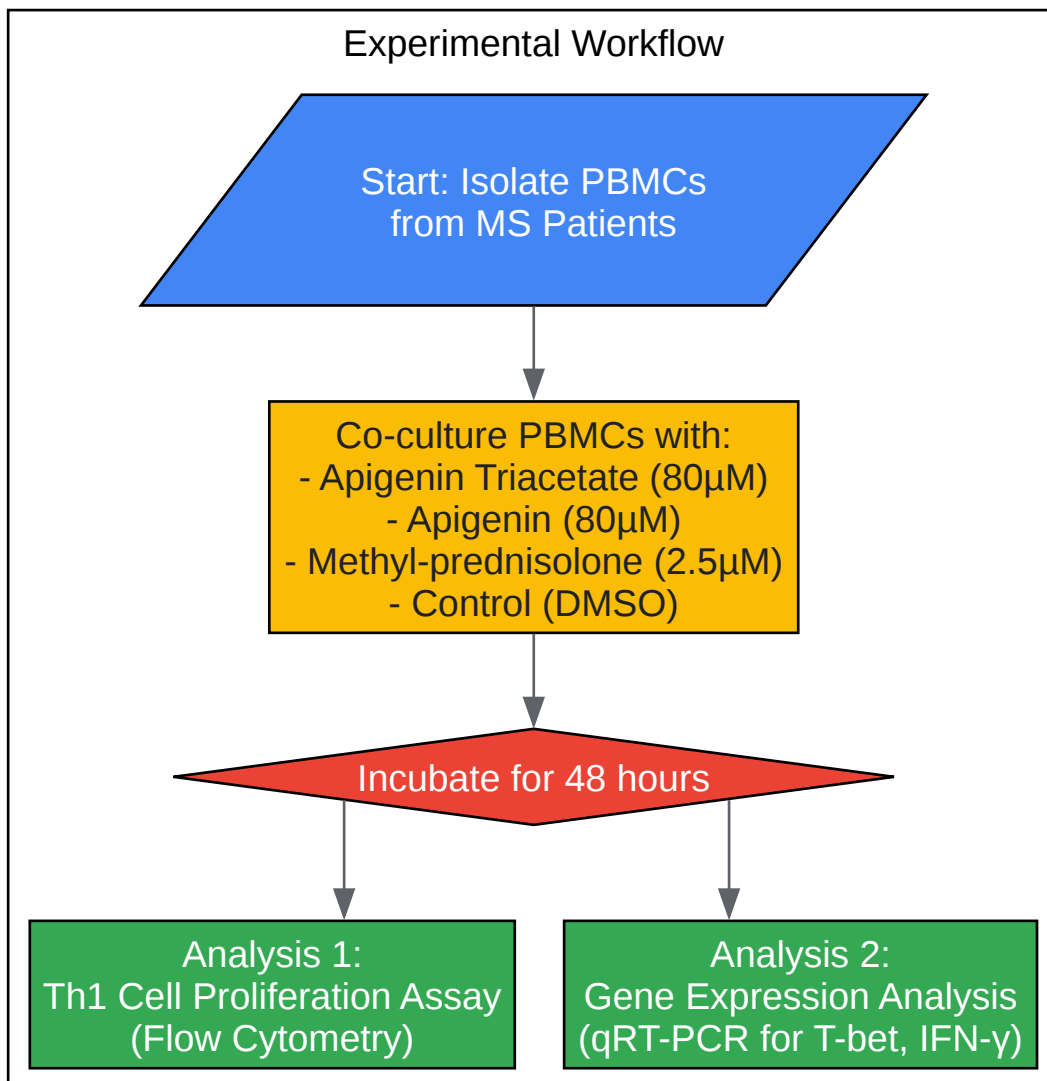 Experimental Workflow
Start: Isolate PBMCs
from MS Patients
Co-culture PBMCs with:
- Apigenin Triacetate (80µM)
- Apigenin (80µM)
- Methyl-prednisolone (2.5µM)
- Control (DMSO)
Incubate for 48 hours
Analysis 1:
Th1 Cell Proliferation Assay
(Flow Cytometry)
Analysis 2:
Gene Expression Analysis
(qRT-PCR for T-bet, IFN-γ)